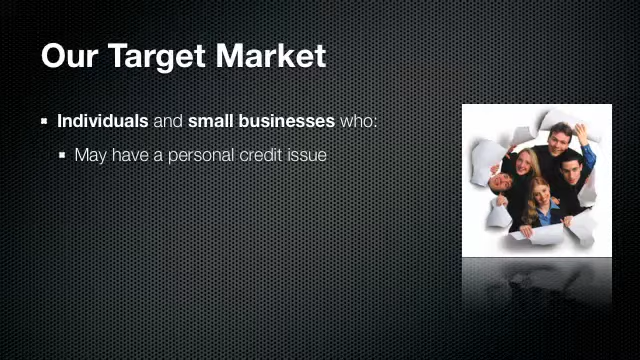 Our Target Market
Individuals and small businesses who:
May have a personal credit issue